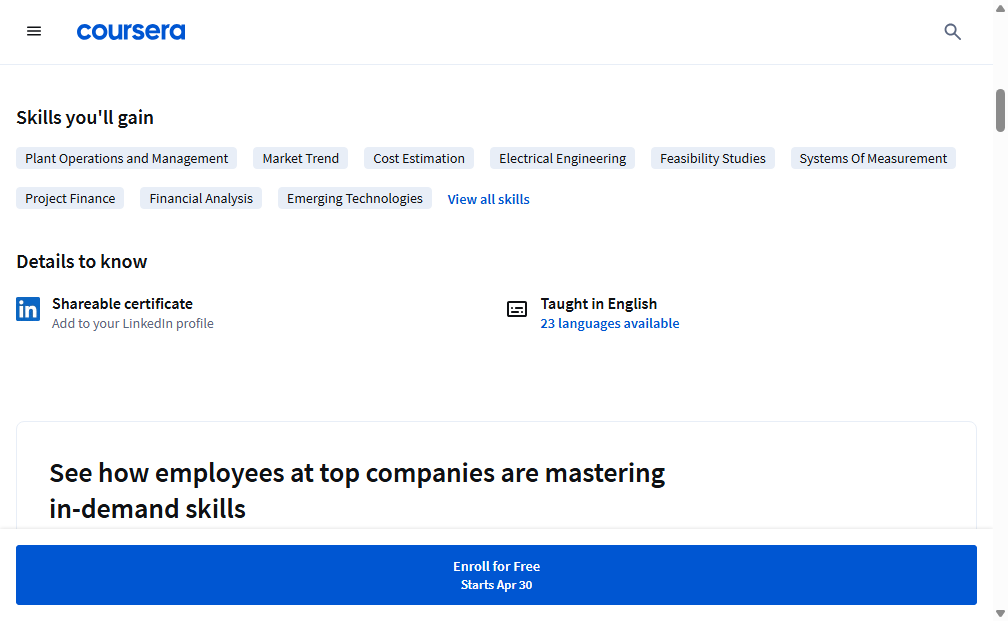 coursera
Skills you'll gain
Plant Operations and Management
Market Trend
Cost Estimation
Electrical Engineering
Feasibility Studies
Systems Of Measurement
Project Finance
Financial Analysis
Emerging Technologies
View all skills
Details to know
in
Shareable certificate
Add to your LinkedIn profile
Taught in English
23 languages available
See how employees at top companies are mastering
in-demand skills
Enroll for Free
Starts Apr 30